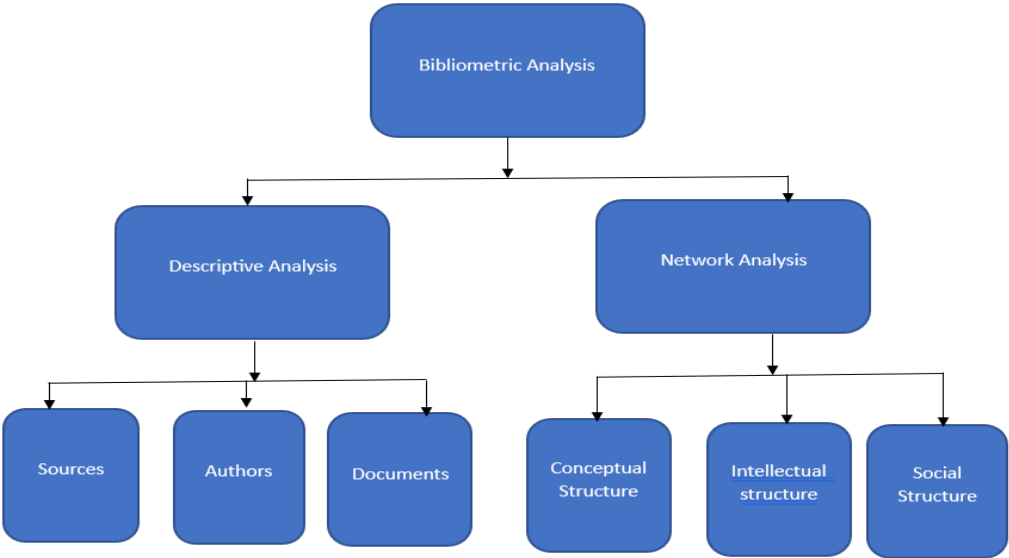 Bibliometric Analysis
Descriptive Analysis
Network Analysis
Sources
Authors
Documents
Conceptual
Structure
Intellectual
structure
Social
Structure